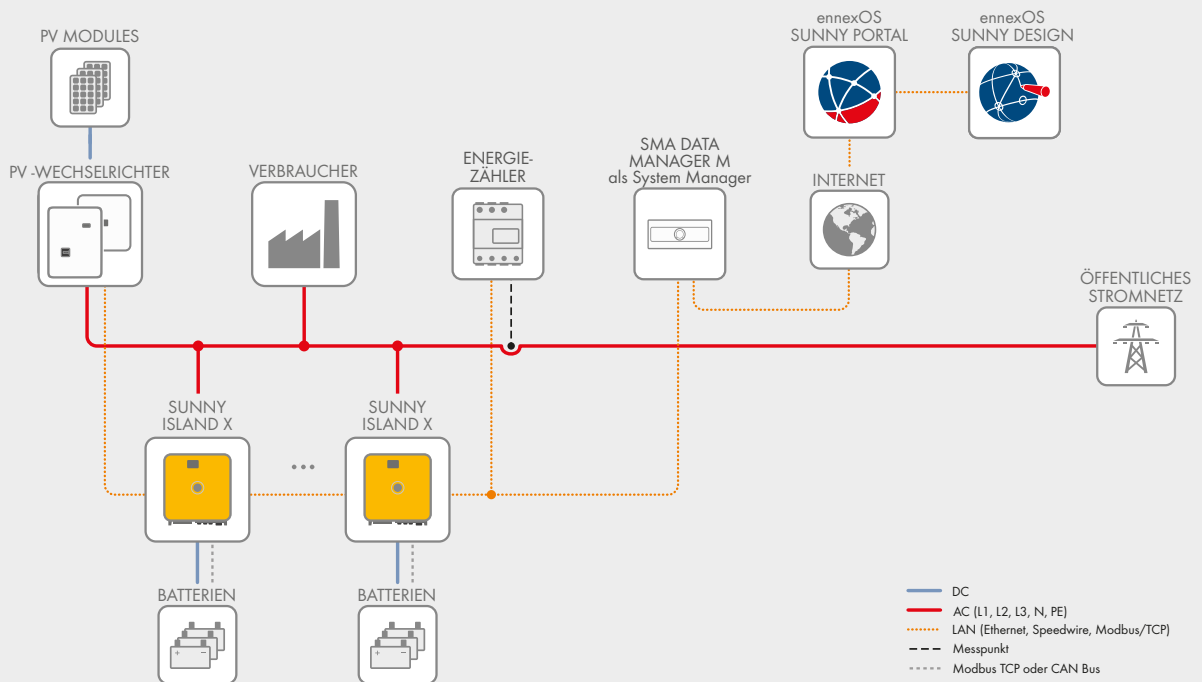 ennexOS
SUNNY PORTAL
ennexOS
SUNNY DESIGN
PV MODULES
SMA DATA
MANAGER M
als System Manager
ENERGIE-
ZÄHLER
PV -WECHSELRICHTER
VERBRAUCHER
INTERNET
ÖFFENTLICHES
STROMNETZ
SUNNY
ISLAND X
SUNNY
ISLAND X
BATTERIEN
BATTERIEN
DC
AC (L1, L2, L3, N, PE)
LAN (Ethernet, Speedwire, Modbus/TCP)
Messpunkt
Modbus TCP oder CAN Bus